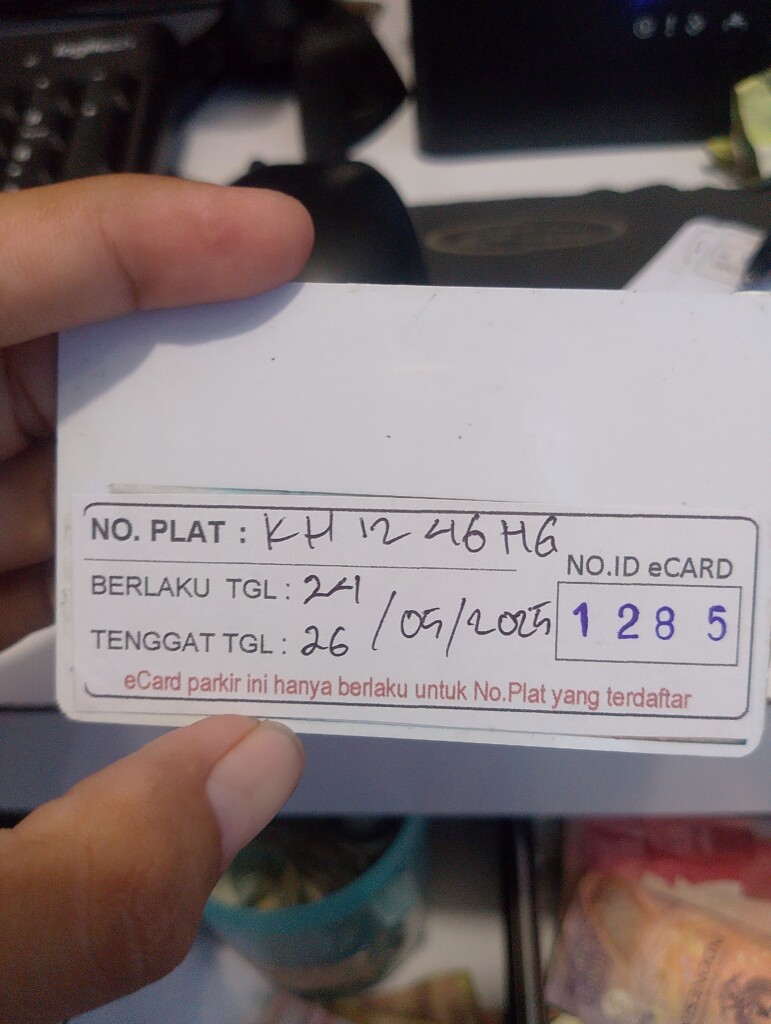 logitech
NO. PLAT : KH 1246 HG
NO.ID eCARD
BERLAKU TGL : 24
/05/2025
1285
TENGGAT TGL : 26
eCard parkir ini hanya berlaku untuk No.Plat yang terdaftar